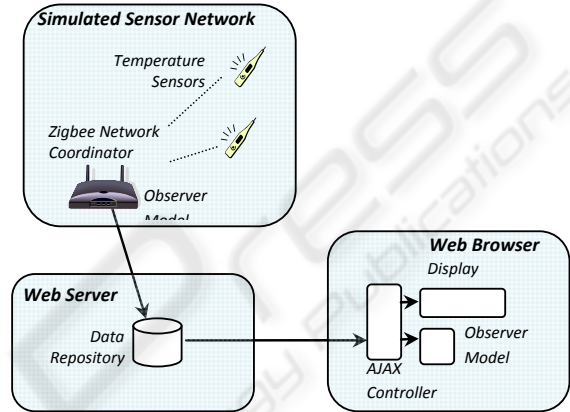 Simulated Sensor Network
Temperature
Sensors
Zigbee Network
Coordinator
Observer
Model
Web Server
Data
Repository
Web Browser
Display
Observer
Model
AJAX
Controller